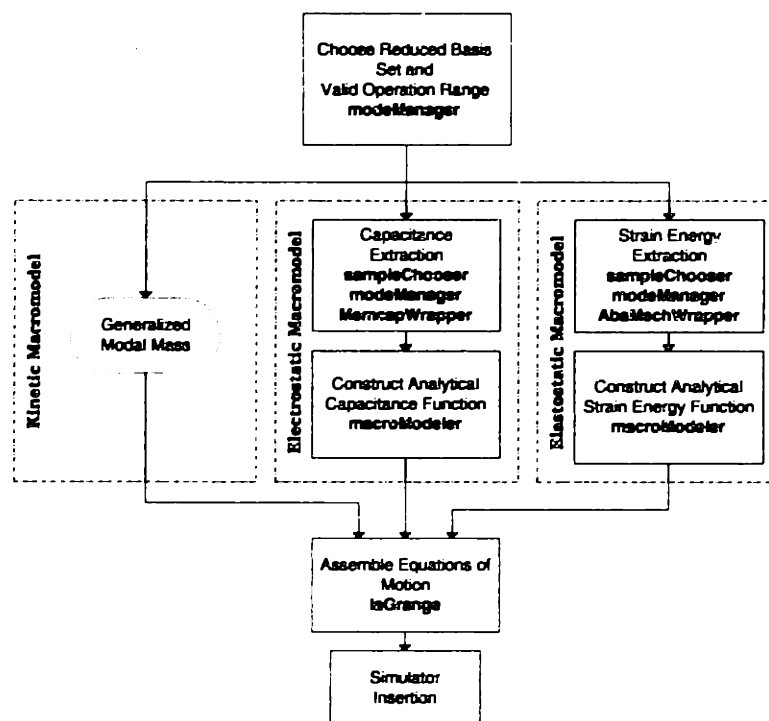 Choose Reduced Basis
Set and
Valid Operation Range
modeManager
Kinetic Macromodel
Generalized
Modal Mass
Electrostatic Macromodel
Capacitance
Extraction
sampleChooser
modeManager
MemcapWrapper
Construct Analytical
Capacitance Function
macroModeler
Elastostatic Macromodel
Strain Energy
Extraction
sampleChooser
modeManager
AbaMechWrapper
Construct Analytical
Strain Energy Function
macroModeler
Assemble Equations of
Motion
laGrange
Simulator
Insertion